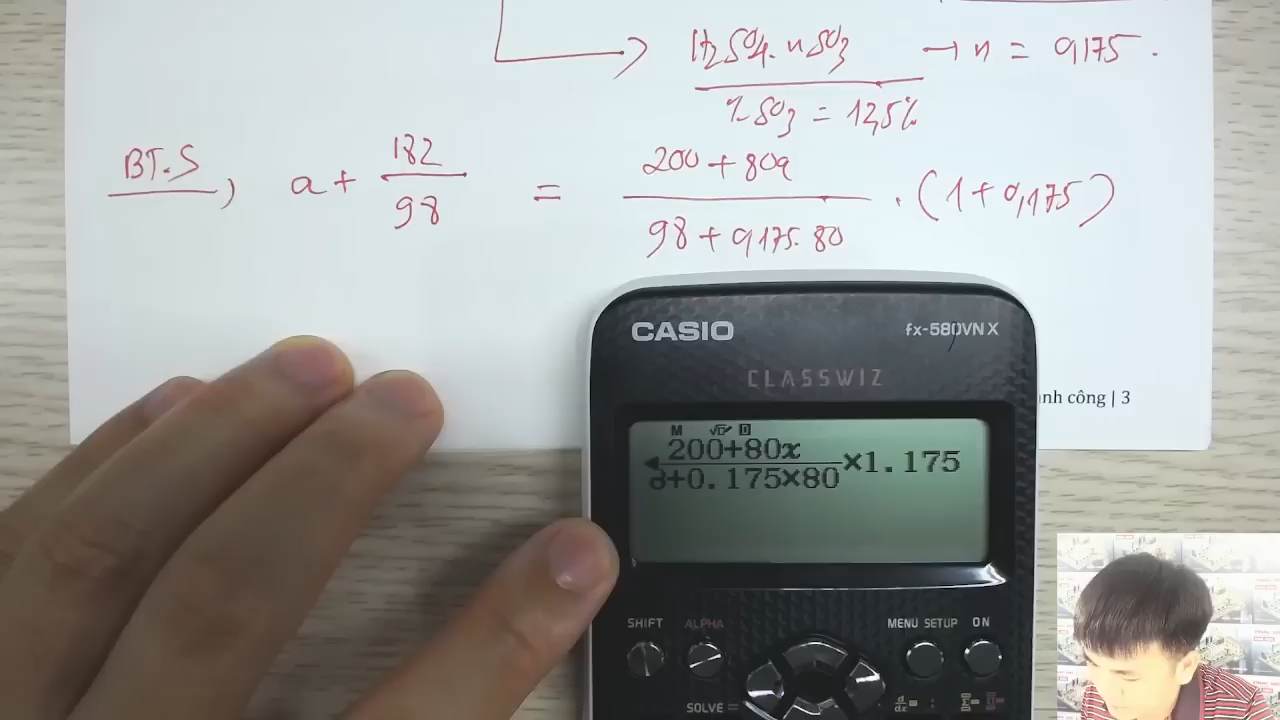 H₂SO₄.nSO₃ → n = 0,175.
%SO₃ = 12,5%
BT.S, a + 182/98 = (200 + 80a)/(98 + 0,175.80) . (1 + 0,175)
CASIO fx-580VN X
CLASSWIZ
ành công | 3
M √▱ D
200+80x
◀8+0.175×80 ×1.175
SHIFT ALPHA MENU SETUP ON
SOLVE =